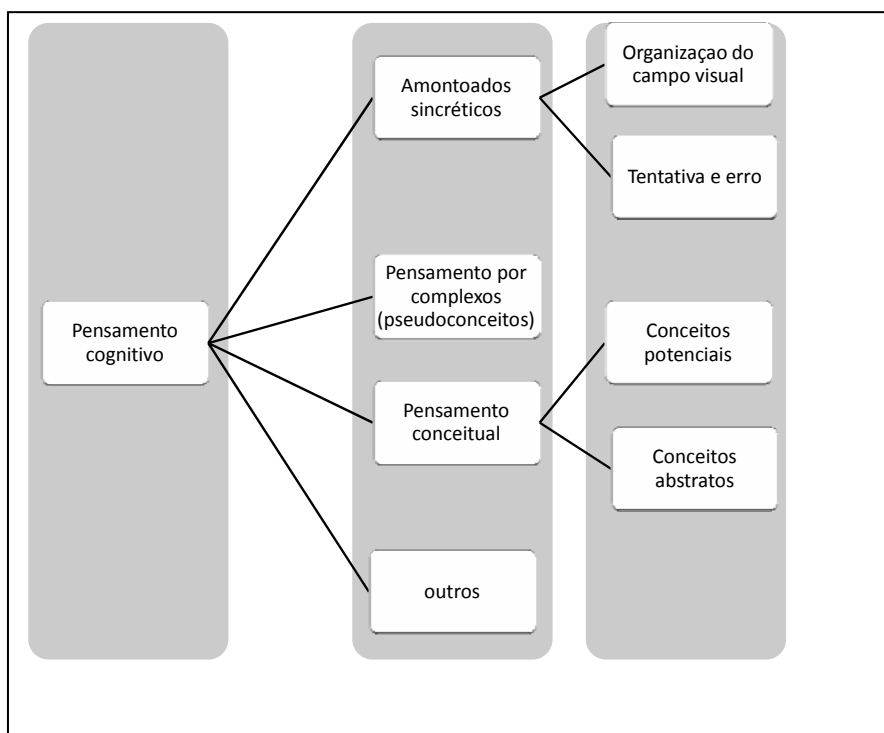 Pensamento
cognitivo
Amontoados
sincréticos
Pensamento por
complexos
(pseudoconceitos)
Pensamento
conceitual
outros
Organizaçao do
campo visual
Tentativa e erro
Conceitos
potenciais
Conceitos
abstratos